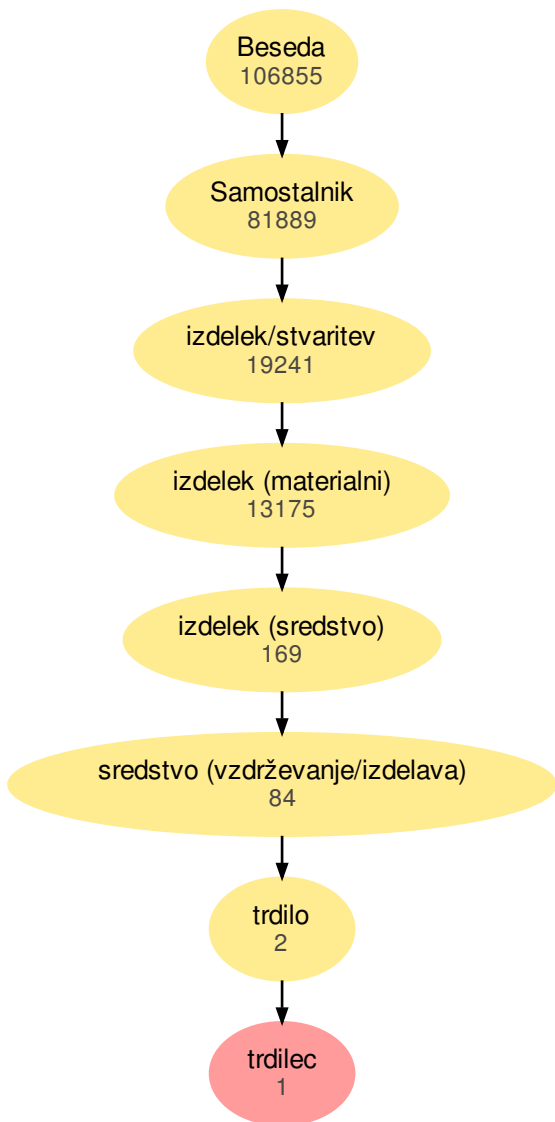 Beseda
106855
Samostalnik
81889
izdelek/stvaritev
19241
izdelek (materialni)
13175
izdelek (sredstvo)
169
sredstvo (vzdrževanje/izdelava)
84
trdilo
2
trdilec
1